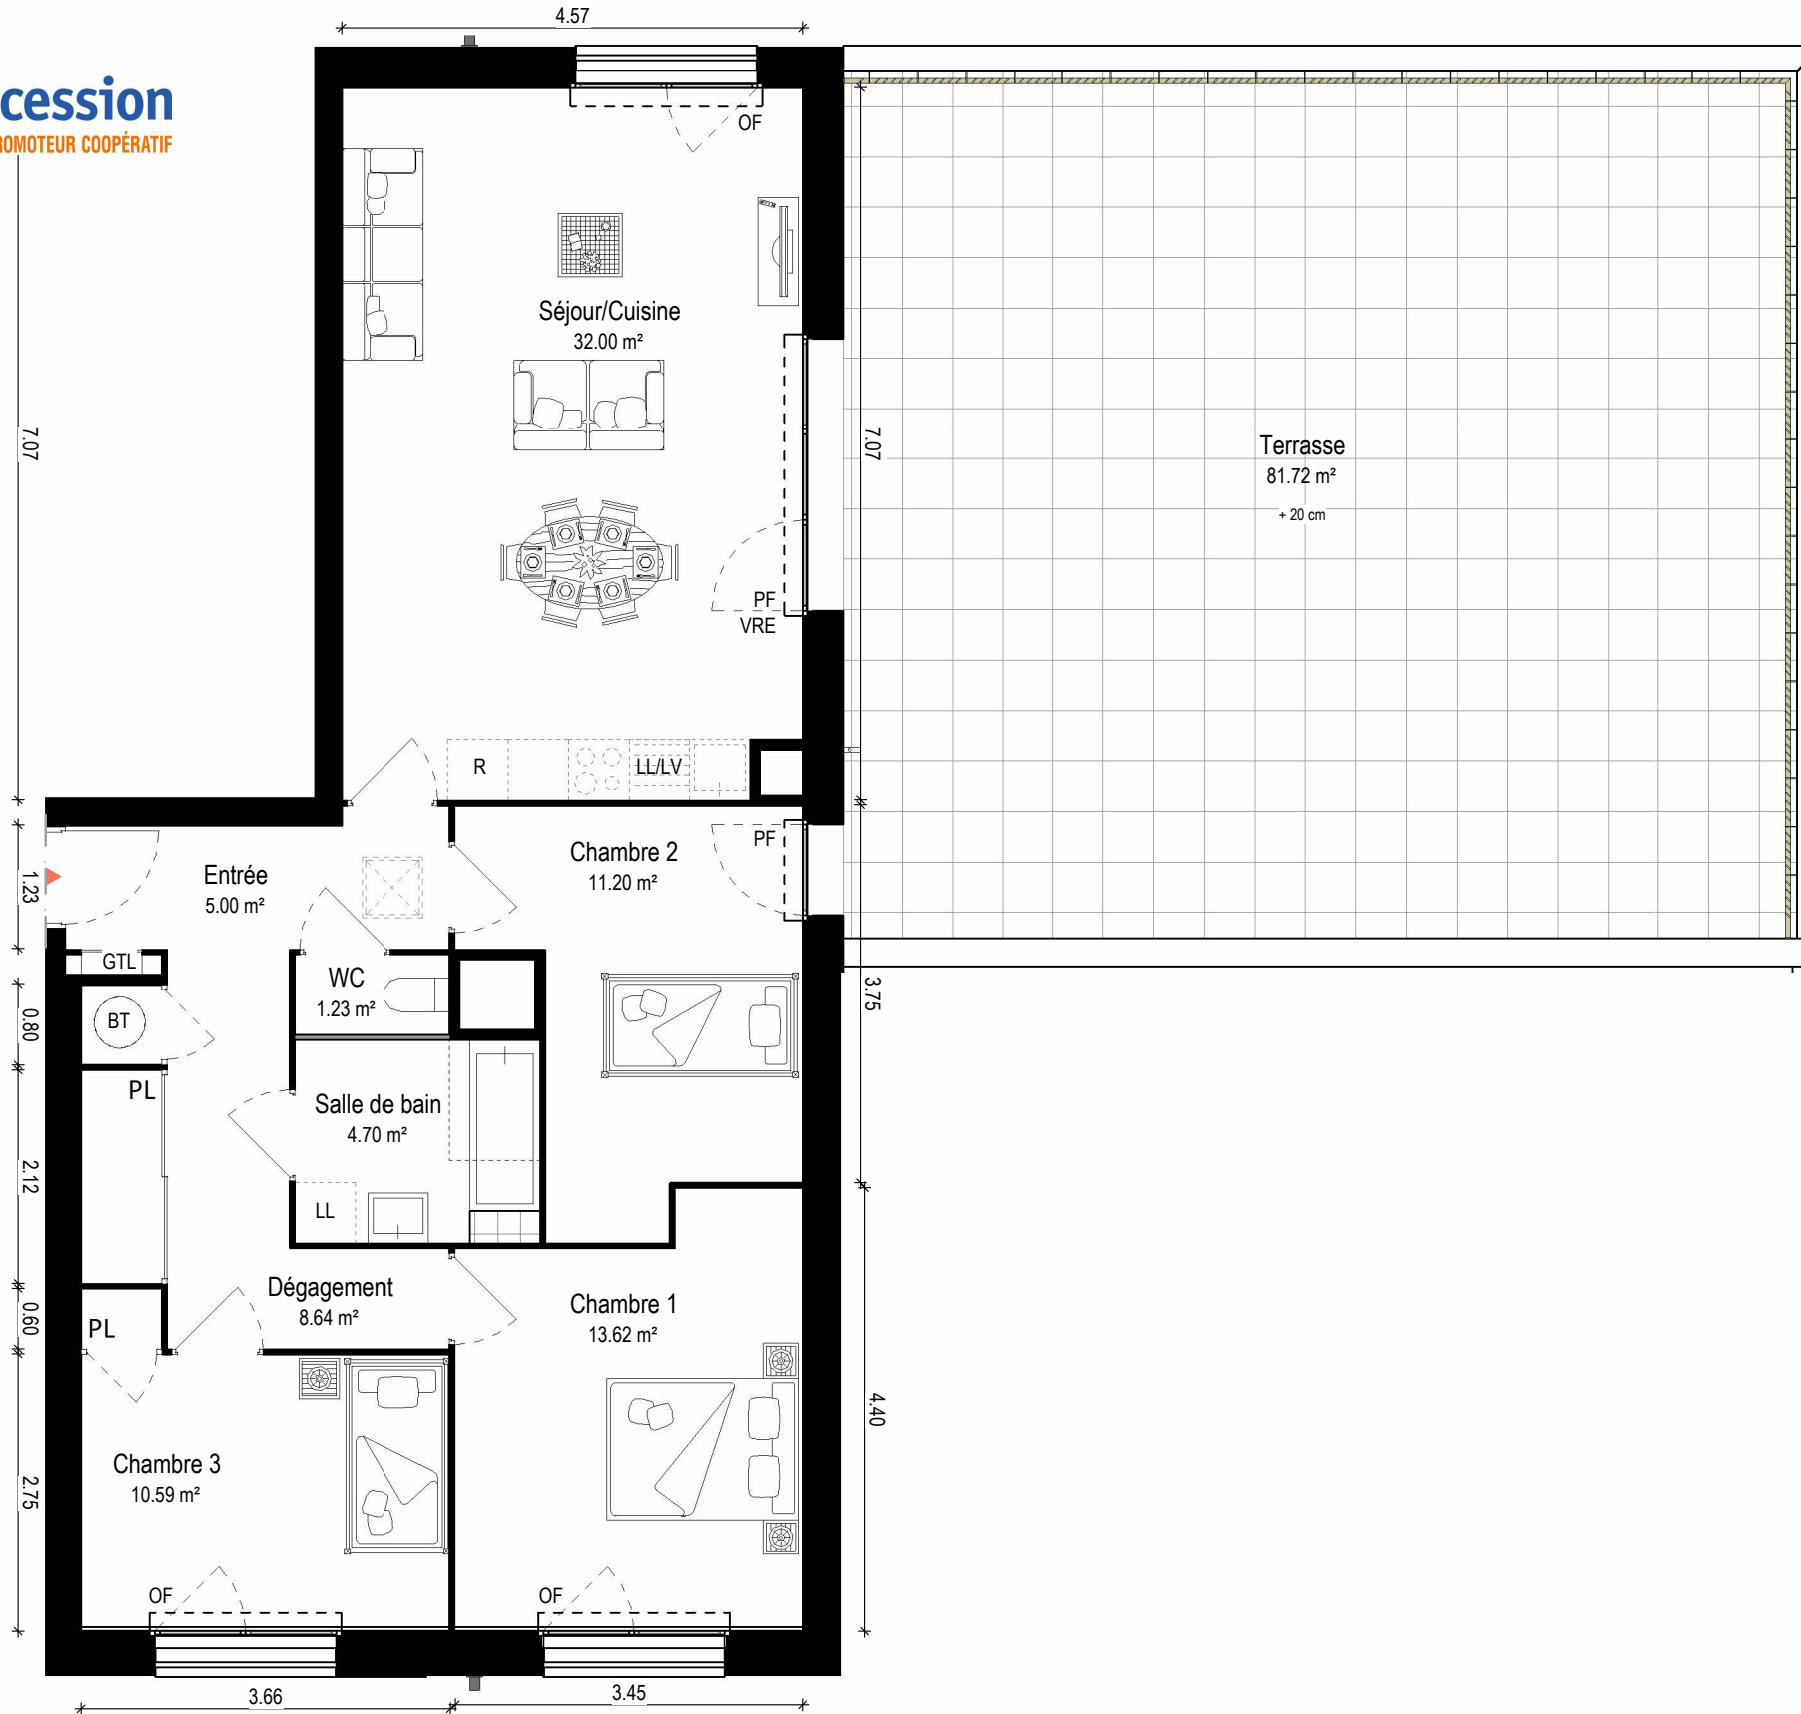 4.57
cession
ROMOTEUR COOPÉRATIF
OF
Séjour/Cuisine
32.00 m²
7.07
7.07
Terrasse
81.72 m²
+ 20 cm
PF
VRE
R
LL/LV
1.23
Entrée
5.00 m²
Chambre 2
11.20 m²
PF
GTL
WC
1.23 m²
3.75
0.80
BT
PL
Salle de bain
4.70 m²
2.12
LL
Dégagement
8.64 m²
Chambre 1
13.62 m²
0.60
PL
4.40
Chambre 3
10.59 m²
2.75
OF
OF
3.66
3.45